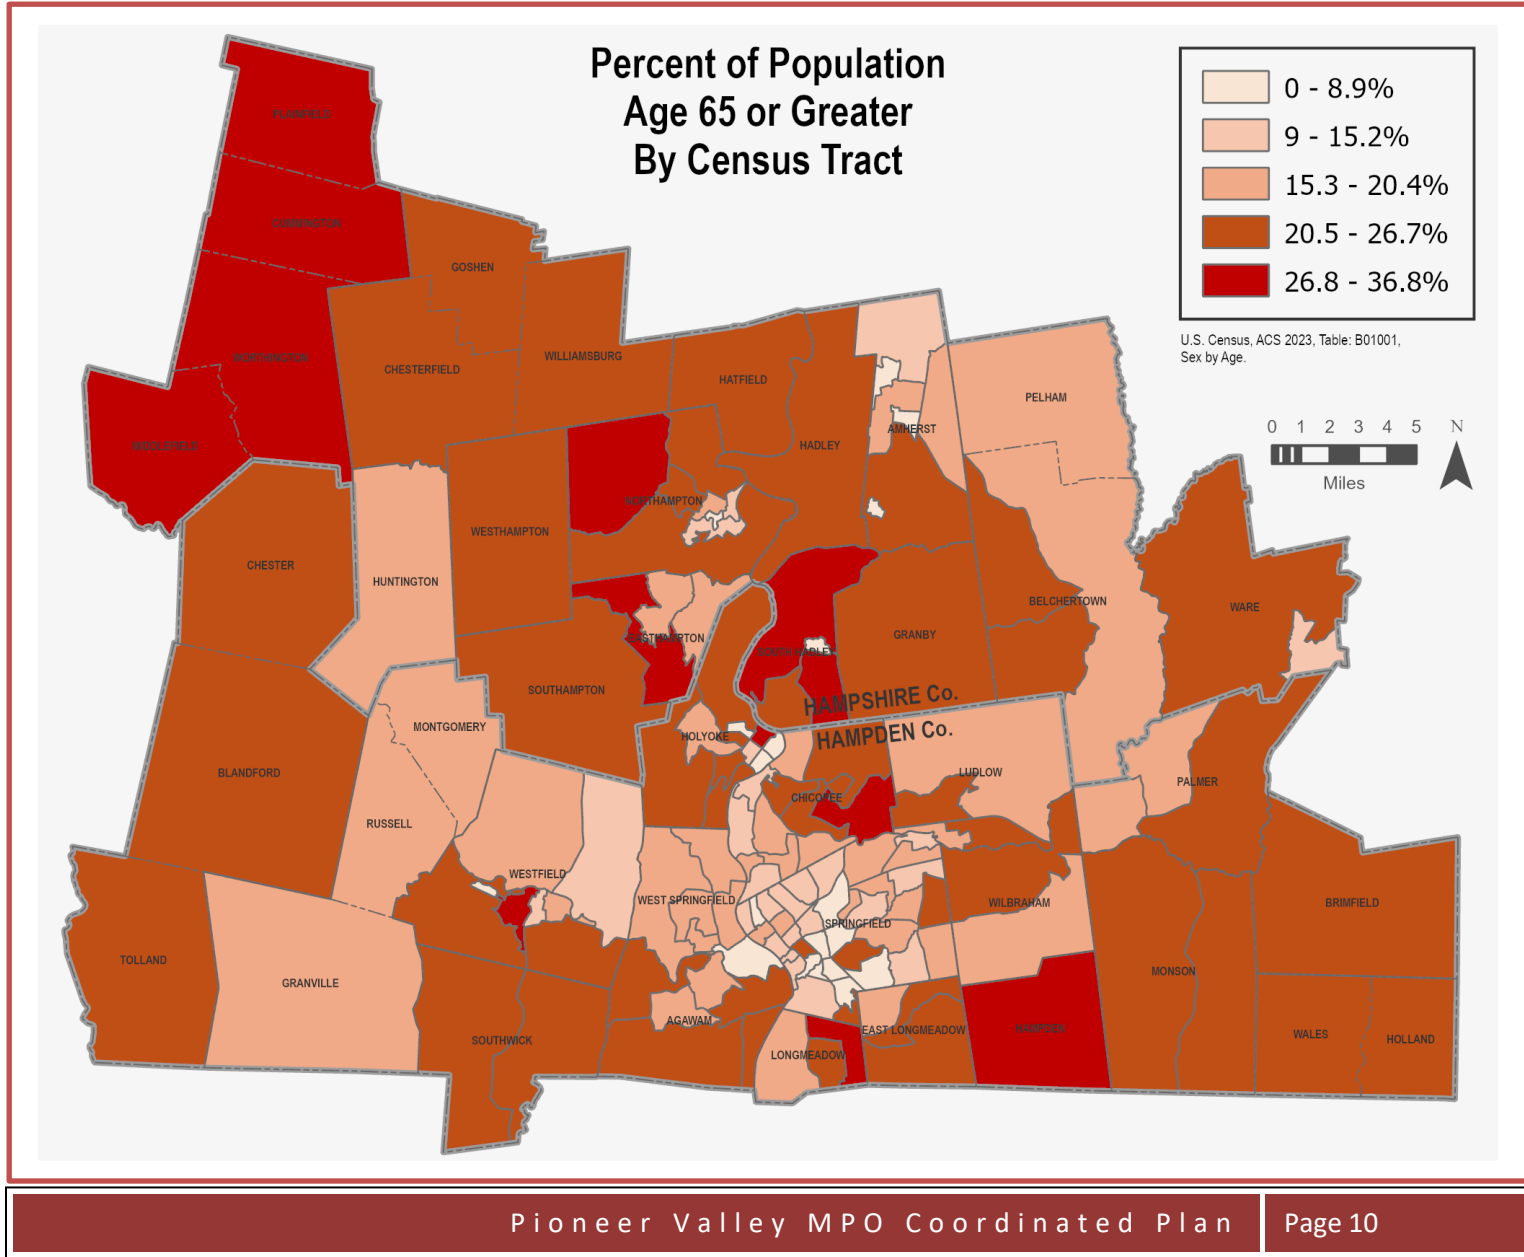 Percent of Population
Age 65 or Greater
By Census Tract
0 - 8.9%
9 - 15.2%
15.3 - 20.4%
20.5 - 26.7%
26.8 - 36.8%
U.S. Census, ACS 2023, Table: B01001,
Sex by Age.
0 1 2 3 4 5
Miles
N
PLAINFIELD
CUMMINGTON
GOSHEN
WORTHINGTON
CHESTERFIELD
WILLIAMSBURG
HATFIELD
PELHAM
MIDDLEFIELD
HADLEY
AMHERST
NORTHAMPTON
WESTHAMPTON
CHESTER
HUNTINGTON
BELCHERTOWN
WARE
EASTHAMPTON
SOUTH HADLEY
GRANBY
SOUTHAMPTON
HAMPSHIRE Co.
MONTGOMERY
HOLYOKE
HAMPDEN Co.
BLANDFORD
LUDLOW
PALMER
RUSSELL
CHICOPEE
WESTFIELD
WEST SPRINGFIELD
SPRINGFIELD
WILBRAHAM
BRIMFIELD
TOLLAND
GRANVILLE
MONSON
AGAWAM
EAST LONGMEADOW
HAMPDEN
SOUTHWICK
LONGMEADOW
WALES
HOLLAND
Pioneer Valley MPO Coordinated Plan
Page 10